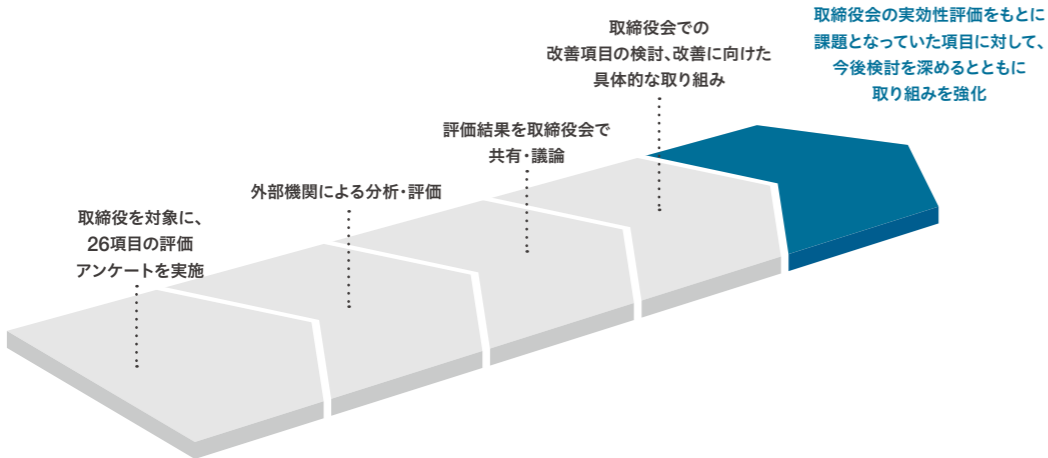 取締役を対象に、
26項目の評価
アンケートを実施
外部機関による分析・評価
評価結果を取締役会で
共有・議論
取締役会での
改善項目の検討、改善に向けた
具体的な取り組み
取締役会の実効性評価をもとに
課題となっていた項目に対して、
今後検討を深めるとともに
取り組みを強化